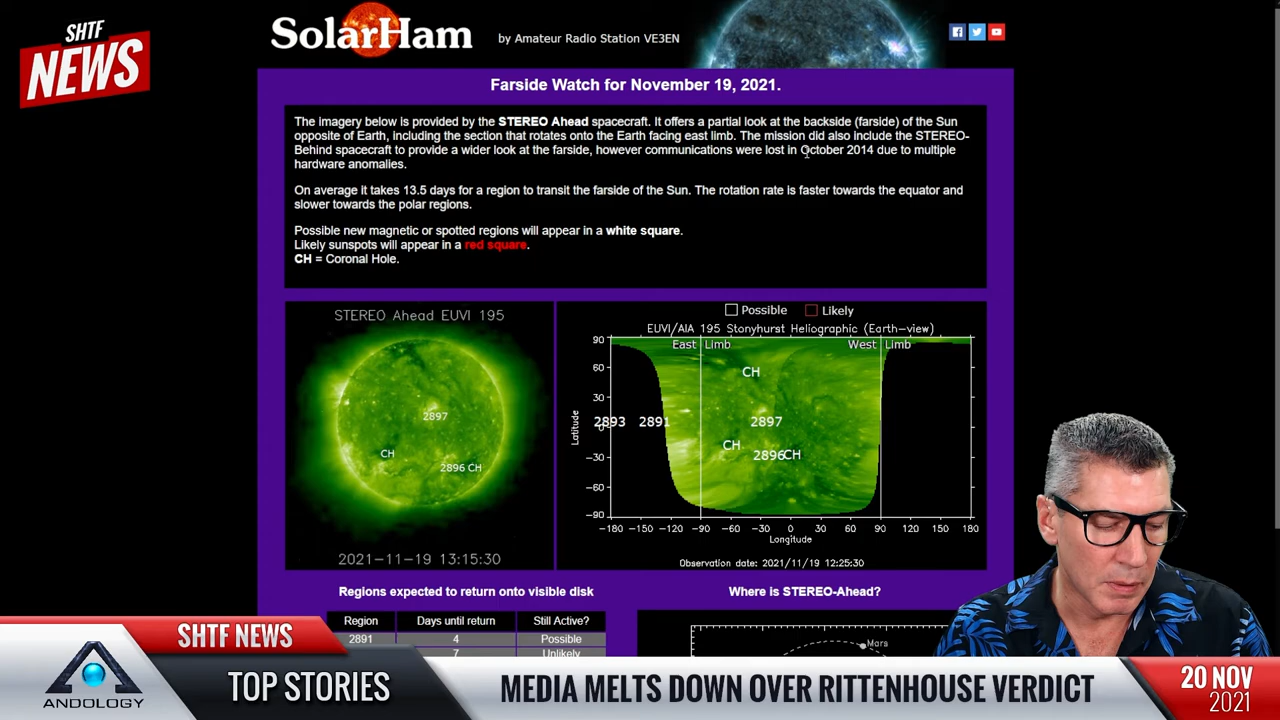 SHTF
NEWS
SolarHam
by Amateur Radio Station VE3EN
Farside Watch for November 19, 2021.
The imagery below is provided by the STEREO Ahead spacecraft. It offers a partial look at the backside (farside) of the Sun
opposite of Earth, including the section that rotates onto the Earth facing east limb. The mission did also include the STEREO-
Behind spacecraft to provide a wider look at the farside, however communications were lost in October 2014 due to multiple
hardware anomalies.
On average it takes 13.5 days for a region to transit the farside of the Sun. The rotation rate is faster towards the equator and
slower towards the polar regions.
Possible new magnetic or spotted regions will appear in a white square.
Likely sunspots will appear in a red square.
CH = Coronal Hole.
STEREO Ahead EUVI 195
2897
CH
2896 CH
2021-11-19 13:15:30
Possible Likely
EUVI/AIA 195 Stonyhurst Heliographic (Earth-view)
East Limb West Limb
90
60
30
0
-30
-60
-90
Latitude
CH
2893 2891 2897
CH
2896 CH
-180 -150 -120 -90 -60 -30 0 30 60 90 120 150 180
Longitude
Observation date: 2021/11/19 12:25:30
Regions expected to return onto visible disk
Region Days until return Still Active?
2891 4 Possible
7 Unlikely
Where is STEREO-Ahead?
Mars
SHTF NEWS
ANDOLOGY
TOP STORIES
MEDIA MELTS DOWN OVER RITTENHOUSE VERDICT
20 NOV
2021